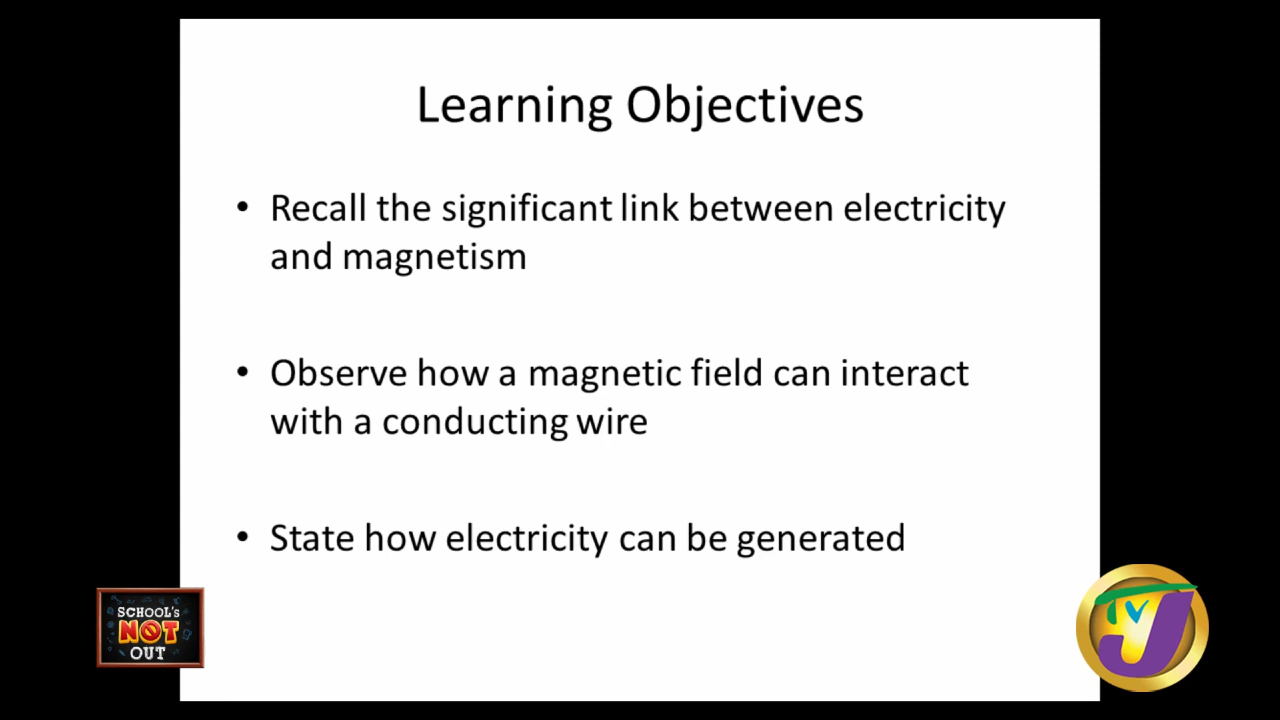 Learning Objectives
• Recall the significant link between electricity
and magnetism
• Observe how a magnetic field can interact
with a conducting wire
• State how electricity can be generated
SCHOOL's
NOT
OUT
TVJ